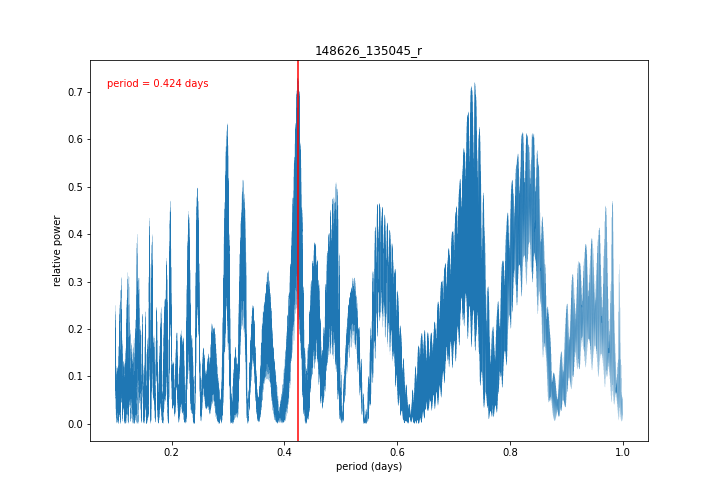 148626_135045_r
period = 0.424 days
relative power
0.7
0.6
0.5
0.4
0.3
0.2
0.1
0.0
0.2 0.4 0.6 0.8 1.0
period (days)